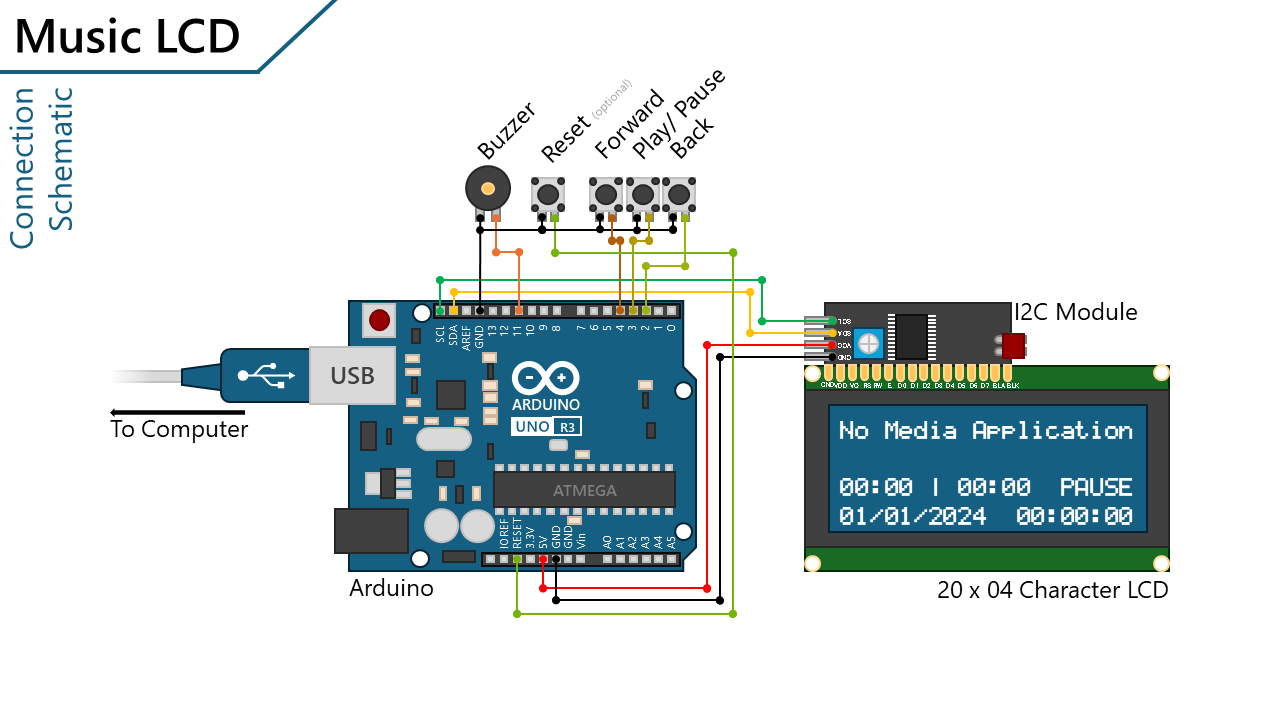 Music LCD
Connection
Schematic
Buzzer
Reset (optional)
Forward
Play/ Pause
Back
SCL
SDA
AREF
GND
13
12
11
10
9
8
7
6
5
4
3
2
1
0
USB
To Computer
ARDUINO
UNO R3
ATMEGA
IOREF
RESET
3.3V
5V
GND
GND
Vin
A0
A1
A2
A3
A4
A5
Arduino
I2C Module
SCL
SDA
VCC
GND
GND VDD VO RS RW E D0 D1 D2 D3 D4 D5 D6 D7 BLA BLK
No Media Application
00:00 | 00:00 PAUSE
01/01/2024 00:00:00
20 x 04 Character LCD